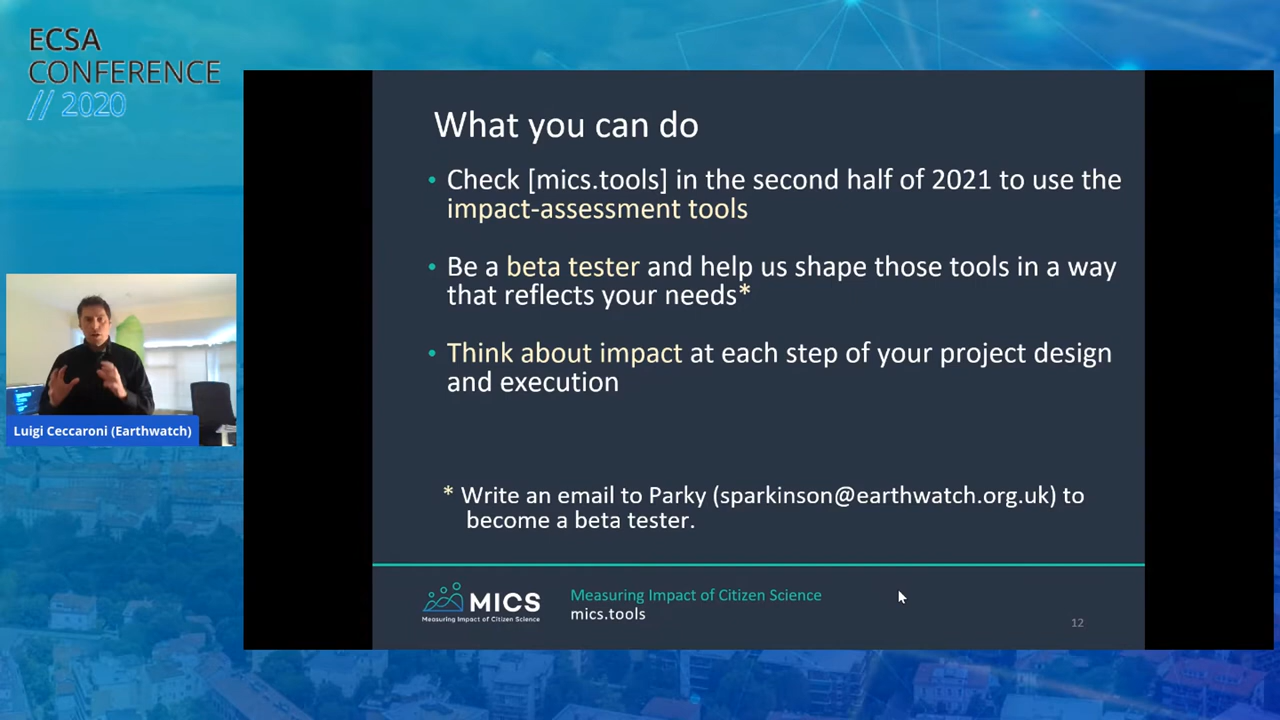 ECSA
CONFERENCE
// 2020
What you can do
• Check [mics.tools] in the second half of 2021 to use the
impact-assessment tools
• Be a beta tester and help us shape those tools in a way
that reflects your needs*
• Think about impact at each step of your project design
and execution
* Write an email to Parky (sparkinson@earthwatch.org.uk) to
become a beta tester.
Luigi Ceccaroni (Earthwatch)
MICS
Measuring Impact of Citizen Science
Measuring Impact of Citizen Science
mics.tools
12